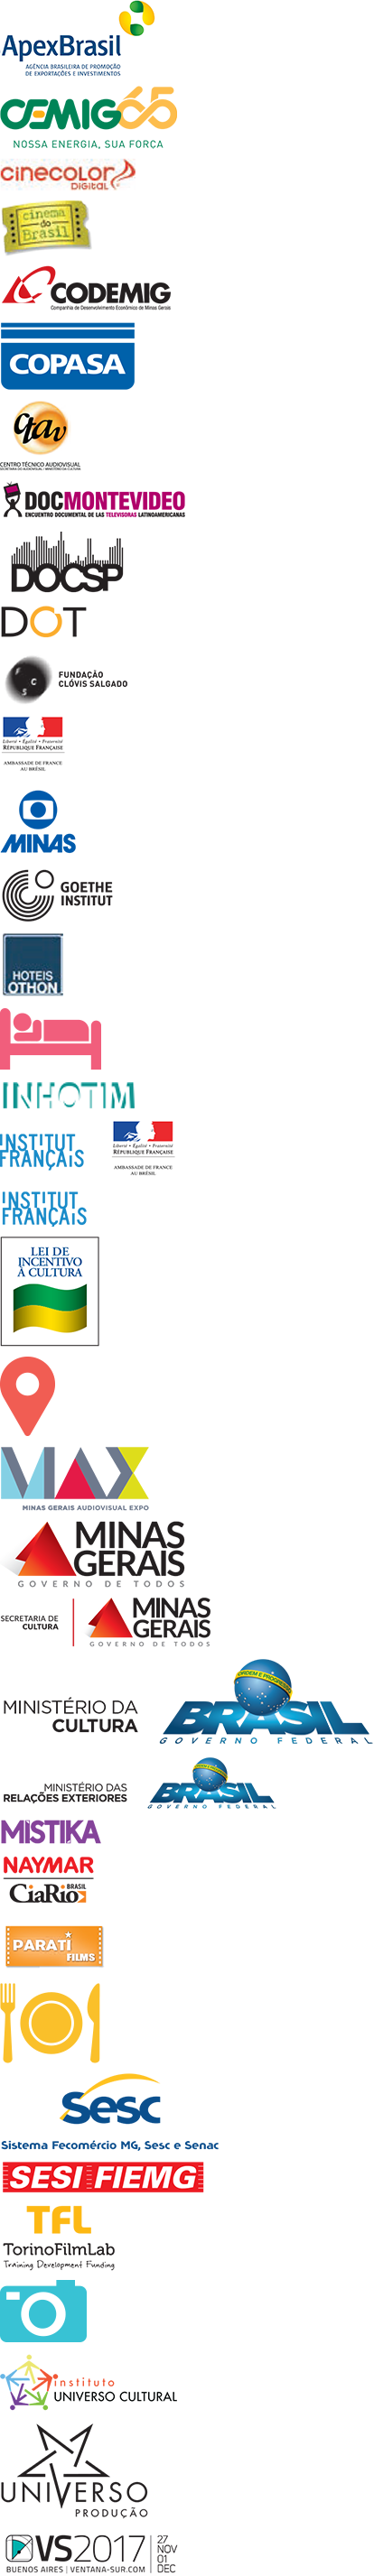 ApexBrasil
AGÊNCIA BRASILEIRA DE PROMOÇÃO
DE EXPORTAÇÕES E INVESTIMENTOS
CEMIG 65
NOSSA ENERGIA, SUA FORÇA
cinecolor
DIGITAL
cinema
do
Brasil
CODEMIG
Companhia de Desenvolvimento Econômico de Minas Gerais
COPASA
ctav
CENTRO TÉCNICO AUDIOVISUAL
SECRETARIA DO AUDIOVISUAL / MINISTÉRIO DA CULTURA
DOCMONTEVIDEO
ENCUENTRO DOCUMENTAL DE LAS TELEVISORAS LATINOAMERICANAS
DOCSP
DOT
F C S
FUNDAÇÃO
CLÓVIS SALGADO
Liberté • Égalité • Fraternité
RÉPUBLIQUE FRANÇAISE
AMBASSADE DE FRANCE
AU BRÉSIL
MINAS
GOETHE
INSTITUT
HOTEIS
OTHON
INHOTIM
INSTITUT
FRANÇAIS
Liberté • Égalité • Fraternité
RÉPUBLIQUE FRANÇAISE
AMBASSADE DE FRANCE
AU BRÉSIL
INSTITUT
FRANÇAIS
LEI DE
INCENTIVO
À CULTURA
MAX
MINAS GERAIS AUDIOVISUAL EXPO
MINAS
GERAIS
GOVERNO DE TODOS
SECRETARIA DE
CULTURA
MINAS
GERAIS
GOVERNO DE TODOS
MINISTÉRIO DA
CULTURA
ORDEM E PROGRESSO
BRASIL
GOVERNO FEDERAL
MINISTÉRIO DAS
RELAÇÕES EXTERIORES
BRASIL
GOVERNO FEDERAL
MISTIKA
NAYMAR
BRASIL
CiaRio
PARATI
FILMS
Sesc
Sistema Fecomércio MG, Sesc e Senac
SESI FIEMG
TFL
TorinoFilmLab
Training Development Funding
instituto
UNIVERSO CULTURAL
UNIVERSO
PRODUÇÃO
VS2017
27
NOV
01
DEC
BUENOS AIRES | VENTANA-SUR.COM